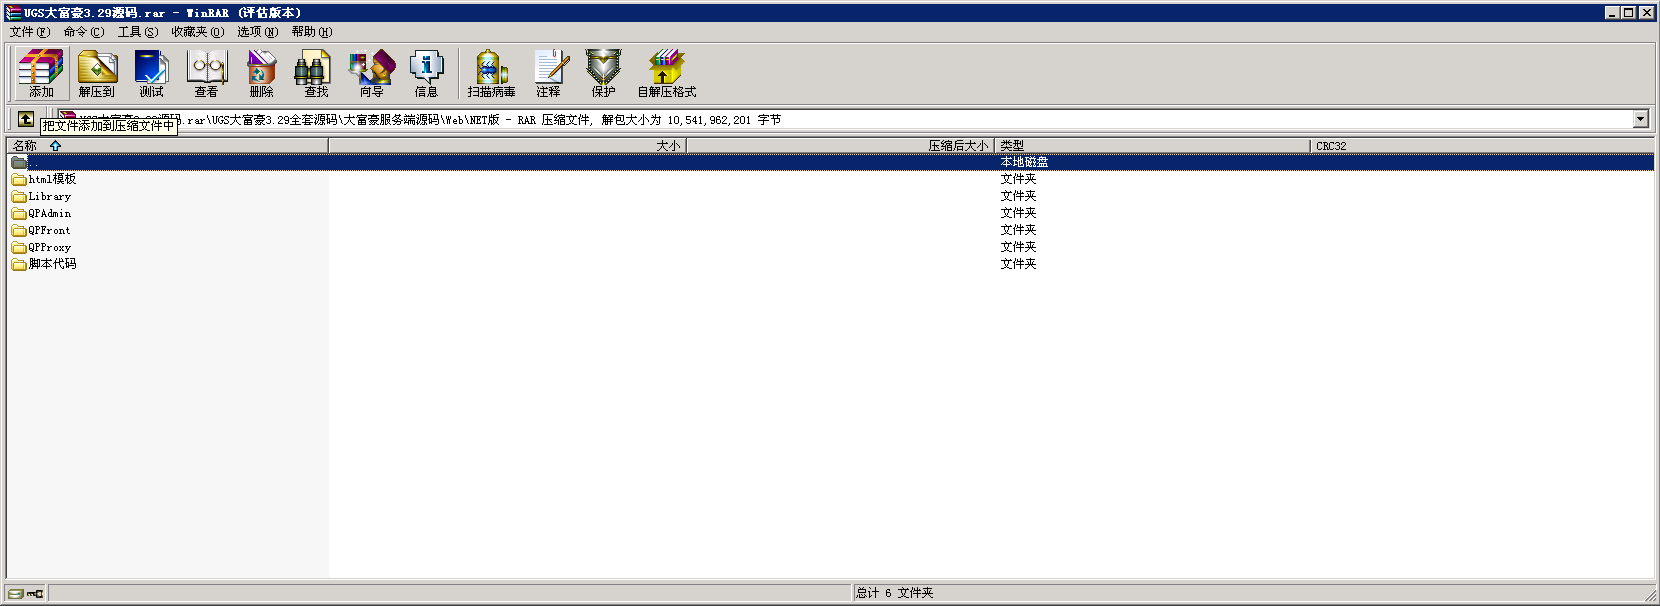 UGS大富豪3.29源码.rar - WinRAR (评估版本)
文件(F) 命令(C) 工具(S) 收藏夹(O) 选项(N) 帮助(H)
添加 解压到 测试 查看 删除 查找 向导 信息 扫描病毒 注释 保护 自解压格式
.rar\UGS大富豪3.29全套源码\大富豪服务端源码\Web\NET版 - RAR 压缩文件, 解包大小为 10,541,962,201 字节
把文件添加到压缩文件中
名称 大小 压缩后大小 类型 CRC32
.. 本地磁盘
html模板 文件夹
Library 文件夹
QPAdmin 文件夹
QPFront 文件夹
QPProxy 文件夹
脚本代码 文件夹
总计 6 文件夹